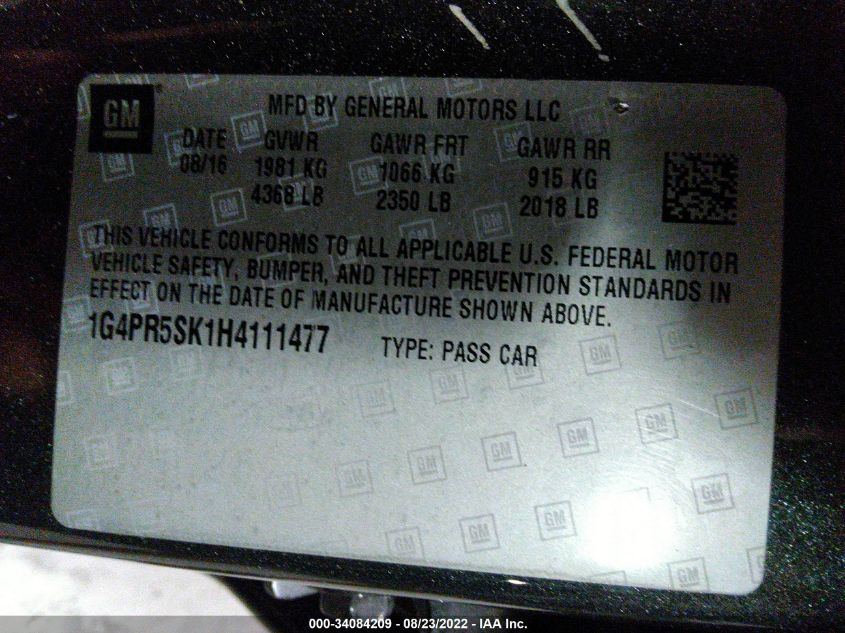 GM
MFD BY GENERAL MOTORS LLC
DATE GVWR GAWR FRT GAWR RR
08/16 1981 KG 1066 KG 915 KG
4368 LB 2350 LB 2018 LB
THIS VEHICLE CONFORMS TO ALL APPLICABLE U.S. FEDERAL MOTOR
VEHICLE SAFETY, BUMPER, AND THEFT PREVENTION STANDARDS IN
EFFECT ON THE DATE OF MANUFACTURE SHOWN ABOVE.
1G4PR5SK1H4111477 TYPE: PASS CAR
000-34084209 - 08/23/2022 - IAA Inc.